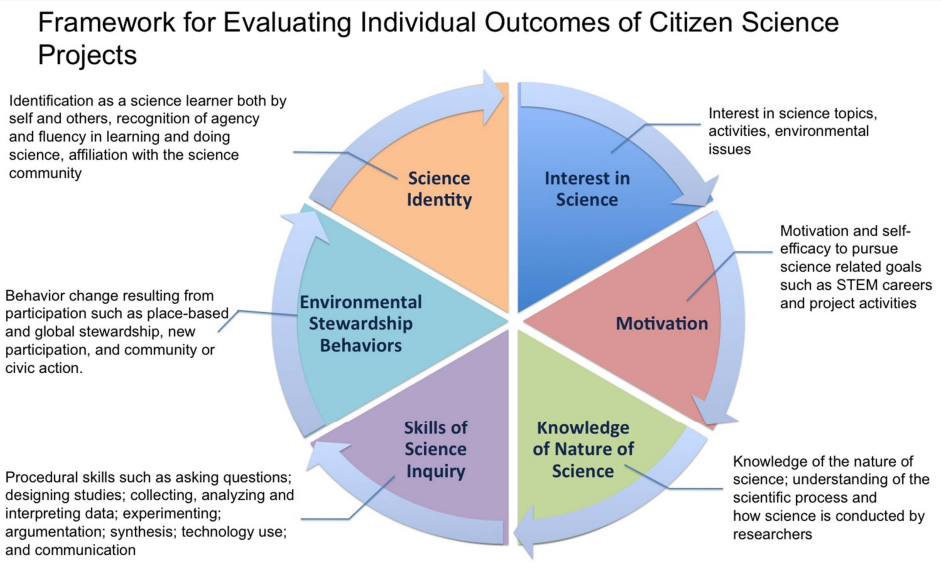 Framework for Evaluating Individual Outcomes of Citizen Science
Projects
Identification as a science learner both by
self and others, recognition of agency
and fluency in learning and doing
science, affiliation with the science
community
Science
Identity
Interest in
Science
Interest in science topics,
activities, environmental
issues
Motivation and self-
efficacy to pursue
science related goals
such as STEM careers
and project activities
Motivation
Environmental
Stewardship
Behaviors
Behavior change resulting from
participation such as place-based
and global stewardship, new
participation, and community or
civic action.
Skills of
Science
Inquiry
Knowledge
of Nature of
Science
Procedural skills such as asking questions;
designing studies; collecting, analyzing and
interpreting data; experimenting;
argumentation; synthesis; technology use;
and communication
Knowledge of the nature of
science; understanding of the
scientific process and
how science is conducted by
researchers